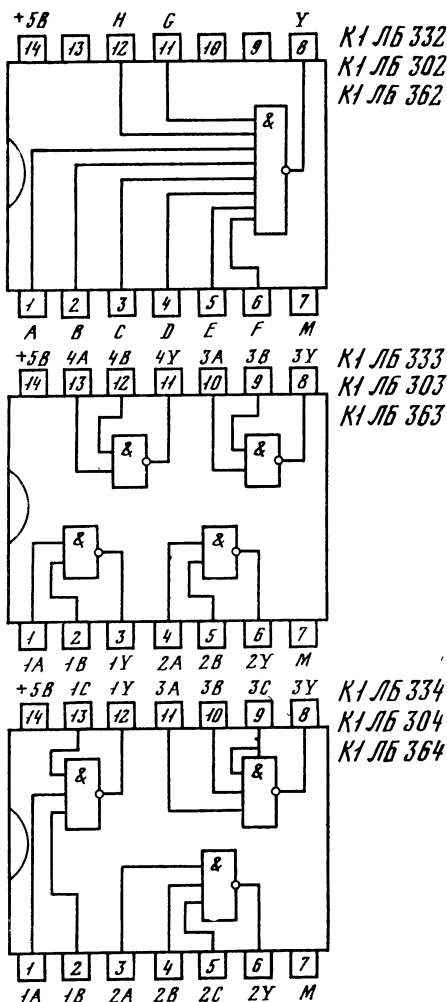 +5В H G Y
14 13 12 11 10 9 8
К1 ЛБ 332
К1 ЛБ 302
К1 ЛБ 362
&
1 2 3 4 5 6 7
A B C D E F M
+5В 4A 4B 4Y 3A 3B 3Y
14 13 12 11 10 9 8
К1 ЛБ 333
К1 ЛБ 303
К1 ЛБ 363
& &
& &
1 2 3 4 5 6 7
1A 1B 1Y 2A 2B 2Y M
+5В 1C 1Y 3A 3B 3C 3Y
14 13 12 11 10 9 8
К1 ЛБ 334
К1 ЛБ 304
К1 ЛБ 364
& &
&
1 2 3 4 5 6 7
1A 1B 2A 2B 2C 2Y M